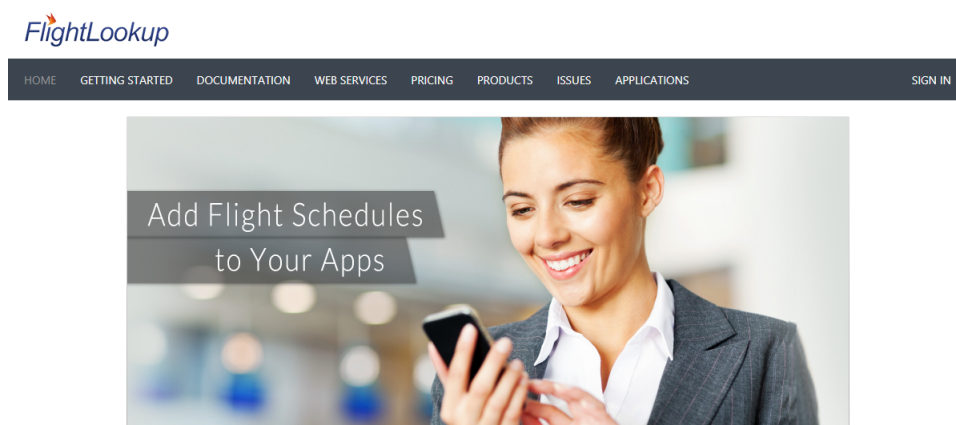 FlightLookup
HOME GETTING STARTED DOCUMENTATION WEB SERVICES PRICING PRODUCTS ISSUES APPLICATIONS SIGN IN
Add Flight Schedules
to Your Apps